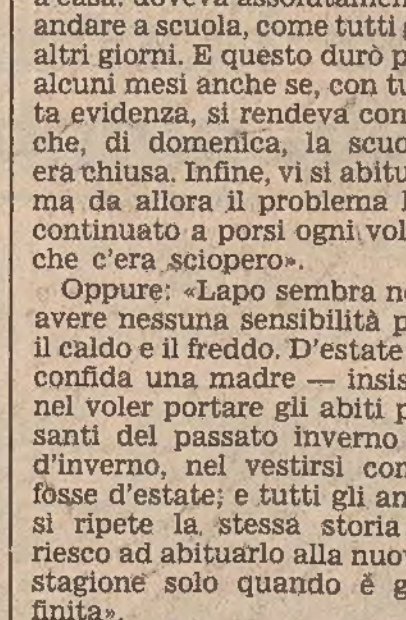 a casa: doveva
andare a scuola, come tutti g
altri giorni. E questo durò p
alcuni mesi anche se, con tu
ta evidenza, si rendeva con
che, di domenica, la scuo
era chiusa. Infine, vi si abitu
ma da allora il problema h
continuato a porsi ogni vol
che c'era sciopero».
Oppure: «Lapo sembra no
avere nessuna sensibilità p
il caldo e il freddo. D'estate
confida una madre — insis
nel voler portare gli abiti p
santi del passato inverno
d'inverno, nel vestirsi com
fosse d'estate; e tutti gli an
si ripete la stessa storia
riesco ad abituarlo alla nuov
stagione solo quando è g
finita».